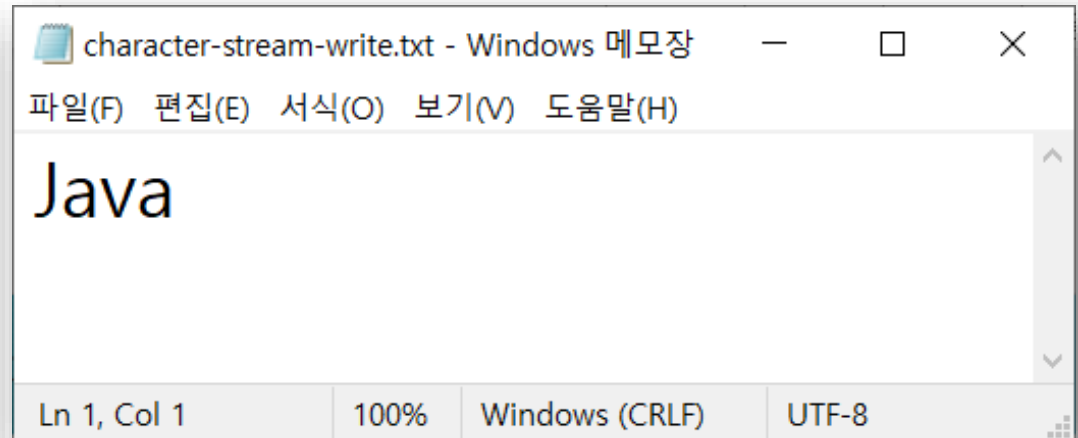 character-stream-write.txt - Windows 메모장
파일(F) 편집(E) 서식(O) 보기(V) 도움말(H)
Java
Ln 1, Col 1 100% Windows (CRLF) UTF-8